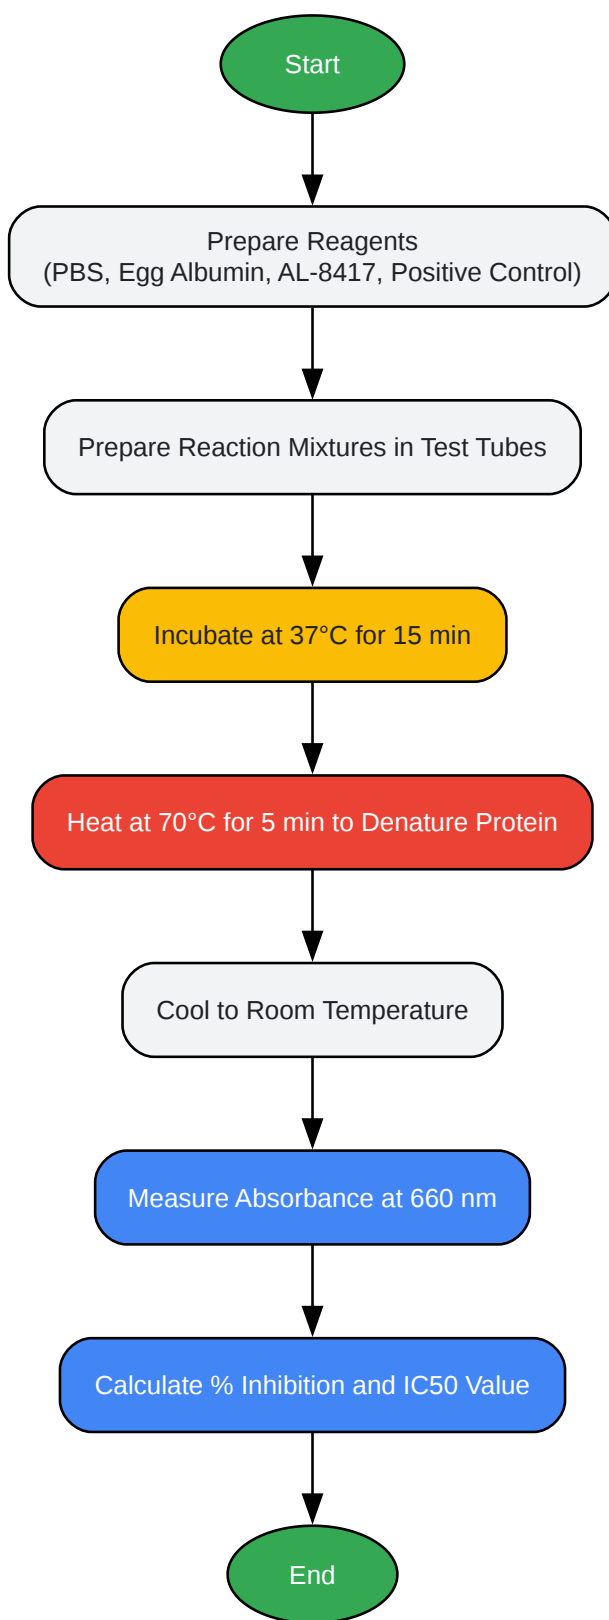 Start
Prepare Reagents
(PBS, Egg Albumin, AL-8417, Positive Control)
Prepare Reaction Mixtures in Test Tubes
Incubate at 37°C for 15 min
Heat at 70°C for 5 min to Denature Protein
Cool to Room Temperature
Measure Absorbance at 660 nm
Calculate % Inhibition and IC50 Value
End